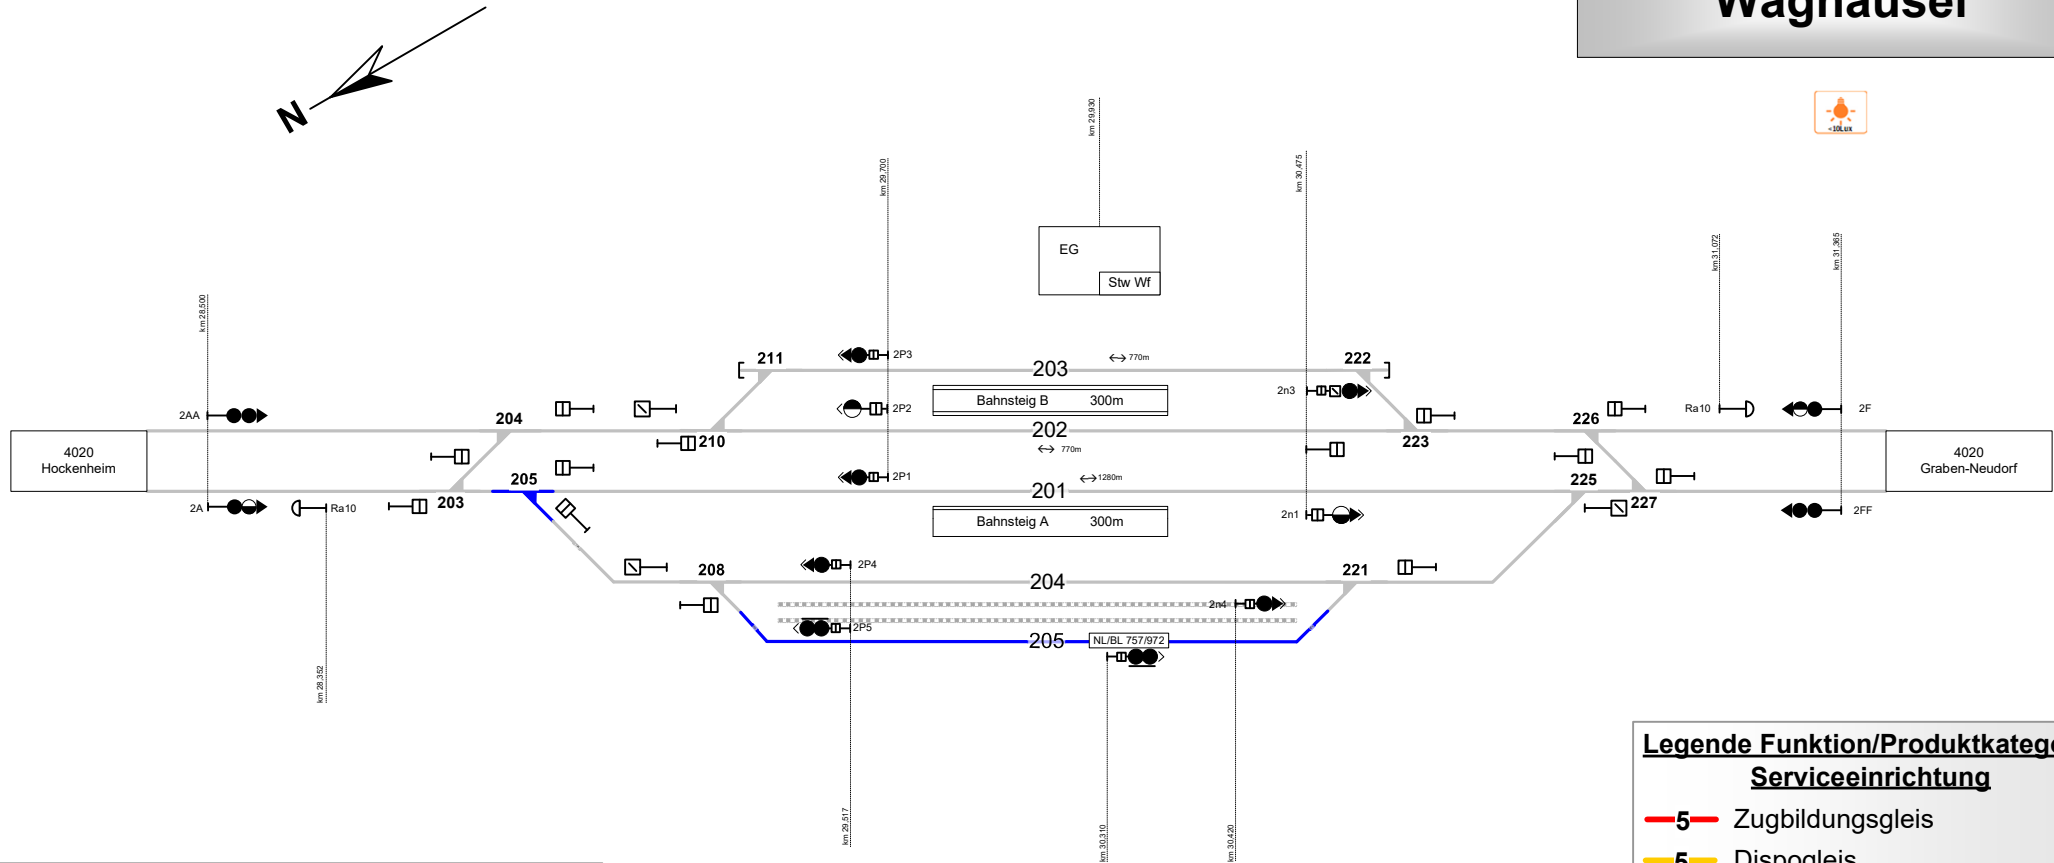 Waghäusel
N
<10Lux
km 29,930
km 29,700
km 30,475
km 28,500
km 31,072
km 31,365
EG
Stw Wf
211
2P3
203
770m
222
2AA
204
2P2
Bahnsteig B 300m
2n3
226
Ra10
2F
4020
Hockenheim
210
202
223
4020
Graben-Neudorf
770m
205
2P1
1280m
201
225
2A
Ra10
203
Bahnsteig A 300m
2n1
227
2FF
208
2P4
204
221
2n4
2P5
205
NL/BL 757/972
km 28,352
km 29,517
km 30,310
km 30,420
Legende Funktion/Produktkatego
Serviceeinrichtung
5 Zugbildungsgleis
5 Dispogleis